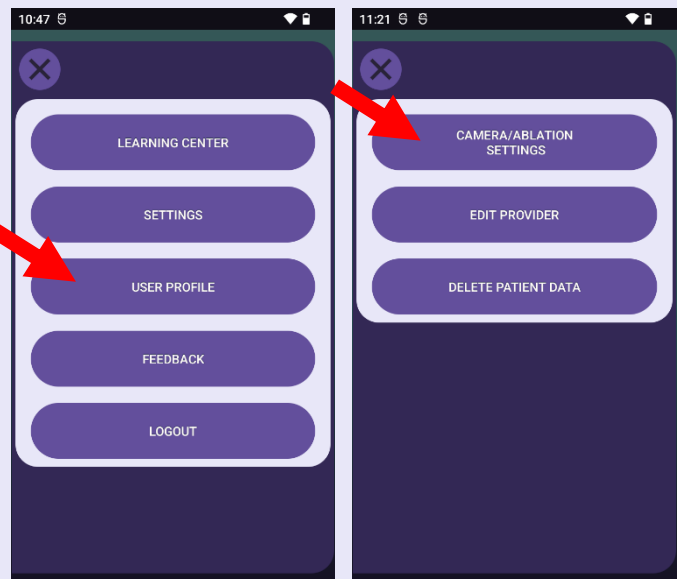 10:47
LEARNING CENTER
SETTINGS
USER PROFILE
FEEDBACK
LOGOUT
11:21
CAMERA/ABLATION
SETTINGS
EDIT PROVIDER
DELETE PATIENT DATA